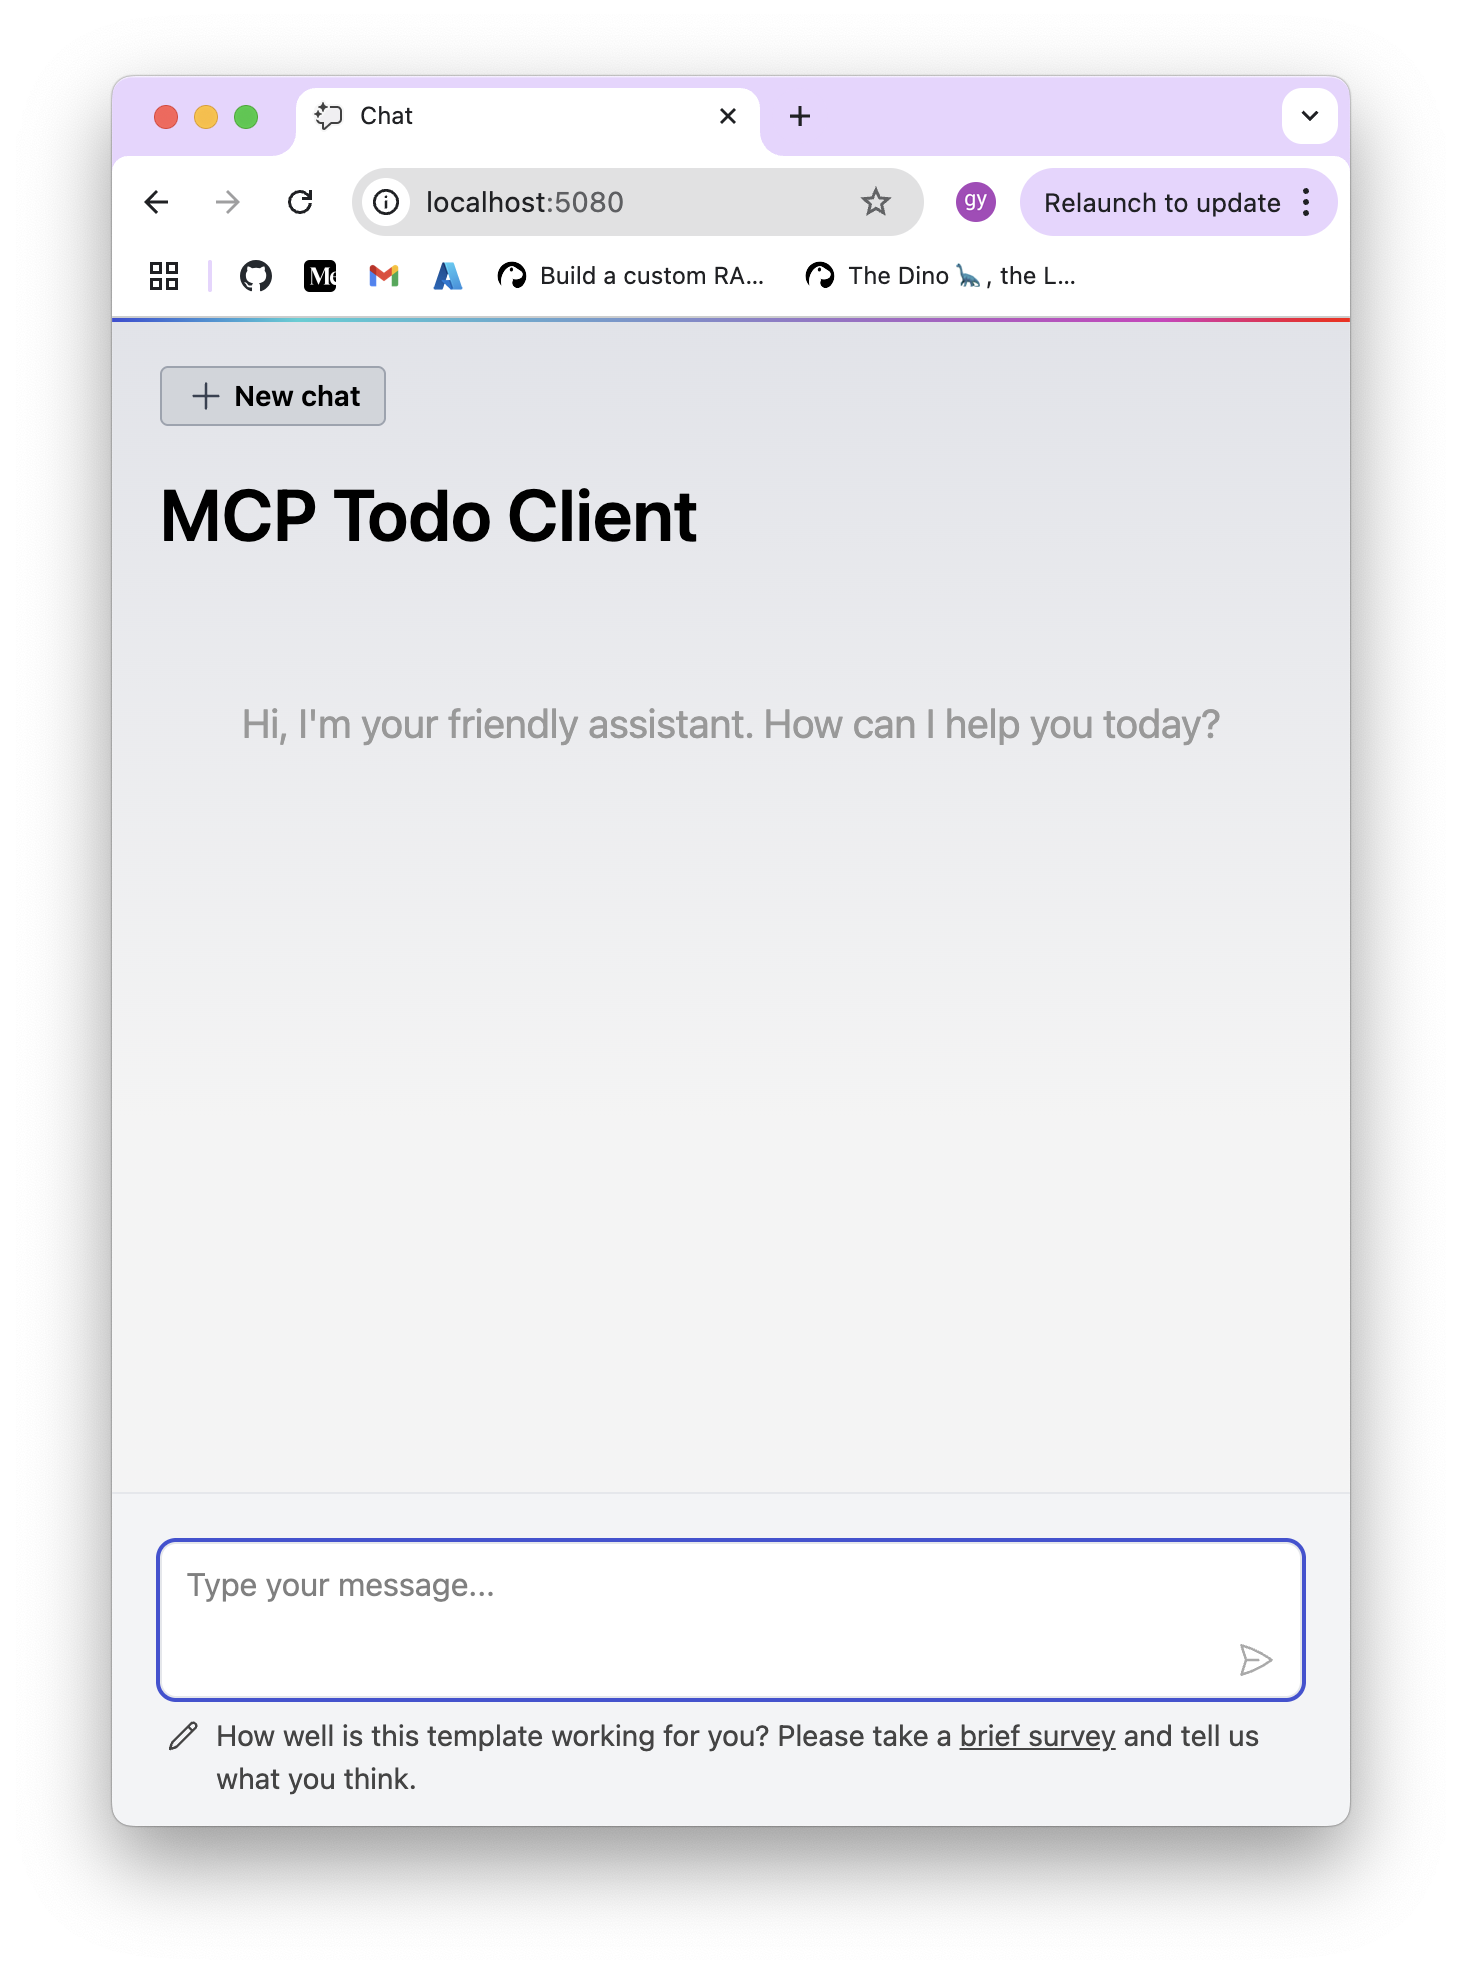 Chat
localhost:5080
gy
Relaunch to update
Me
Build a custom RA...
The Dino 🦕, the L...
New chat
MCP Todo Client
Hi, I'm your friendly assistant. How can I help you today?
Type your message...
How well is this template working for you? Please take a brief survey and tell us
what you think.